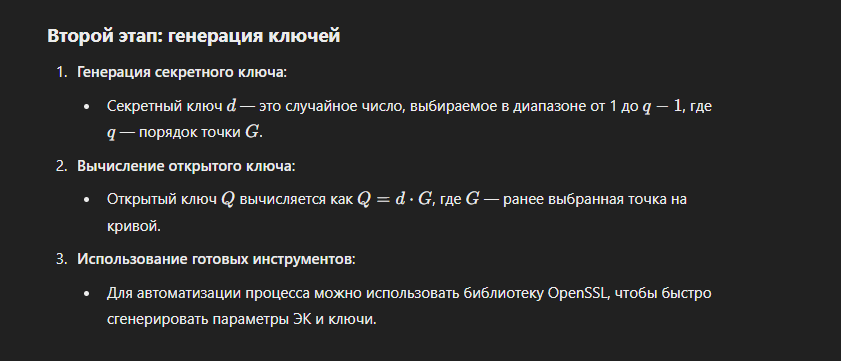 Второй этап: генерация ключей
1. Генерация секретного ключа:
• Секретный ключ d — это случайное число, выбираемое в диапазоне от 1 до q − 1, где
q — порядок точки G.
2. Вычисление открытого ключа:
• Открытый ключ Q вычисляется как Q = d · G, где G — ранее выбранная точка на
кривой.
3. Использование готовых инструментов:
• Для автоматизации процесса можно использовать библиотеку OpenSSL, чтобы быстро
сгенерировать параметры ЭК и ключи.